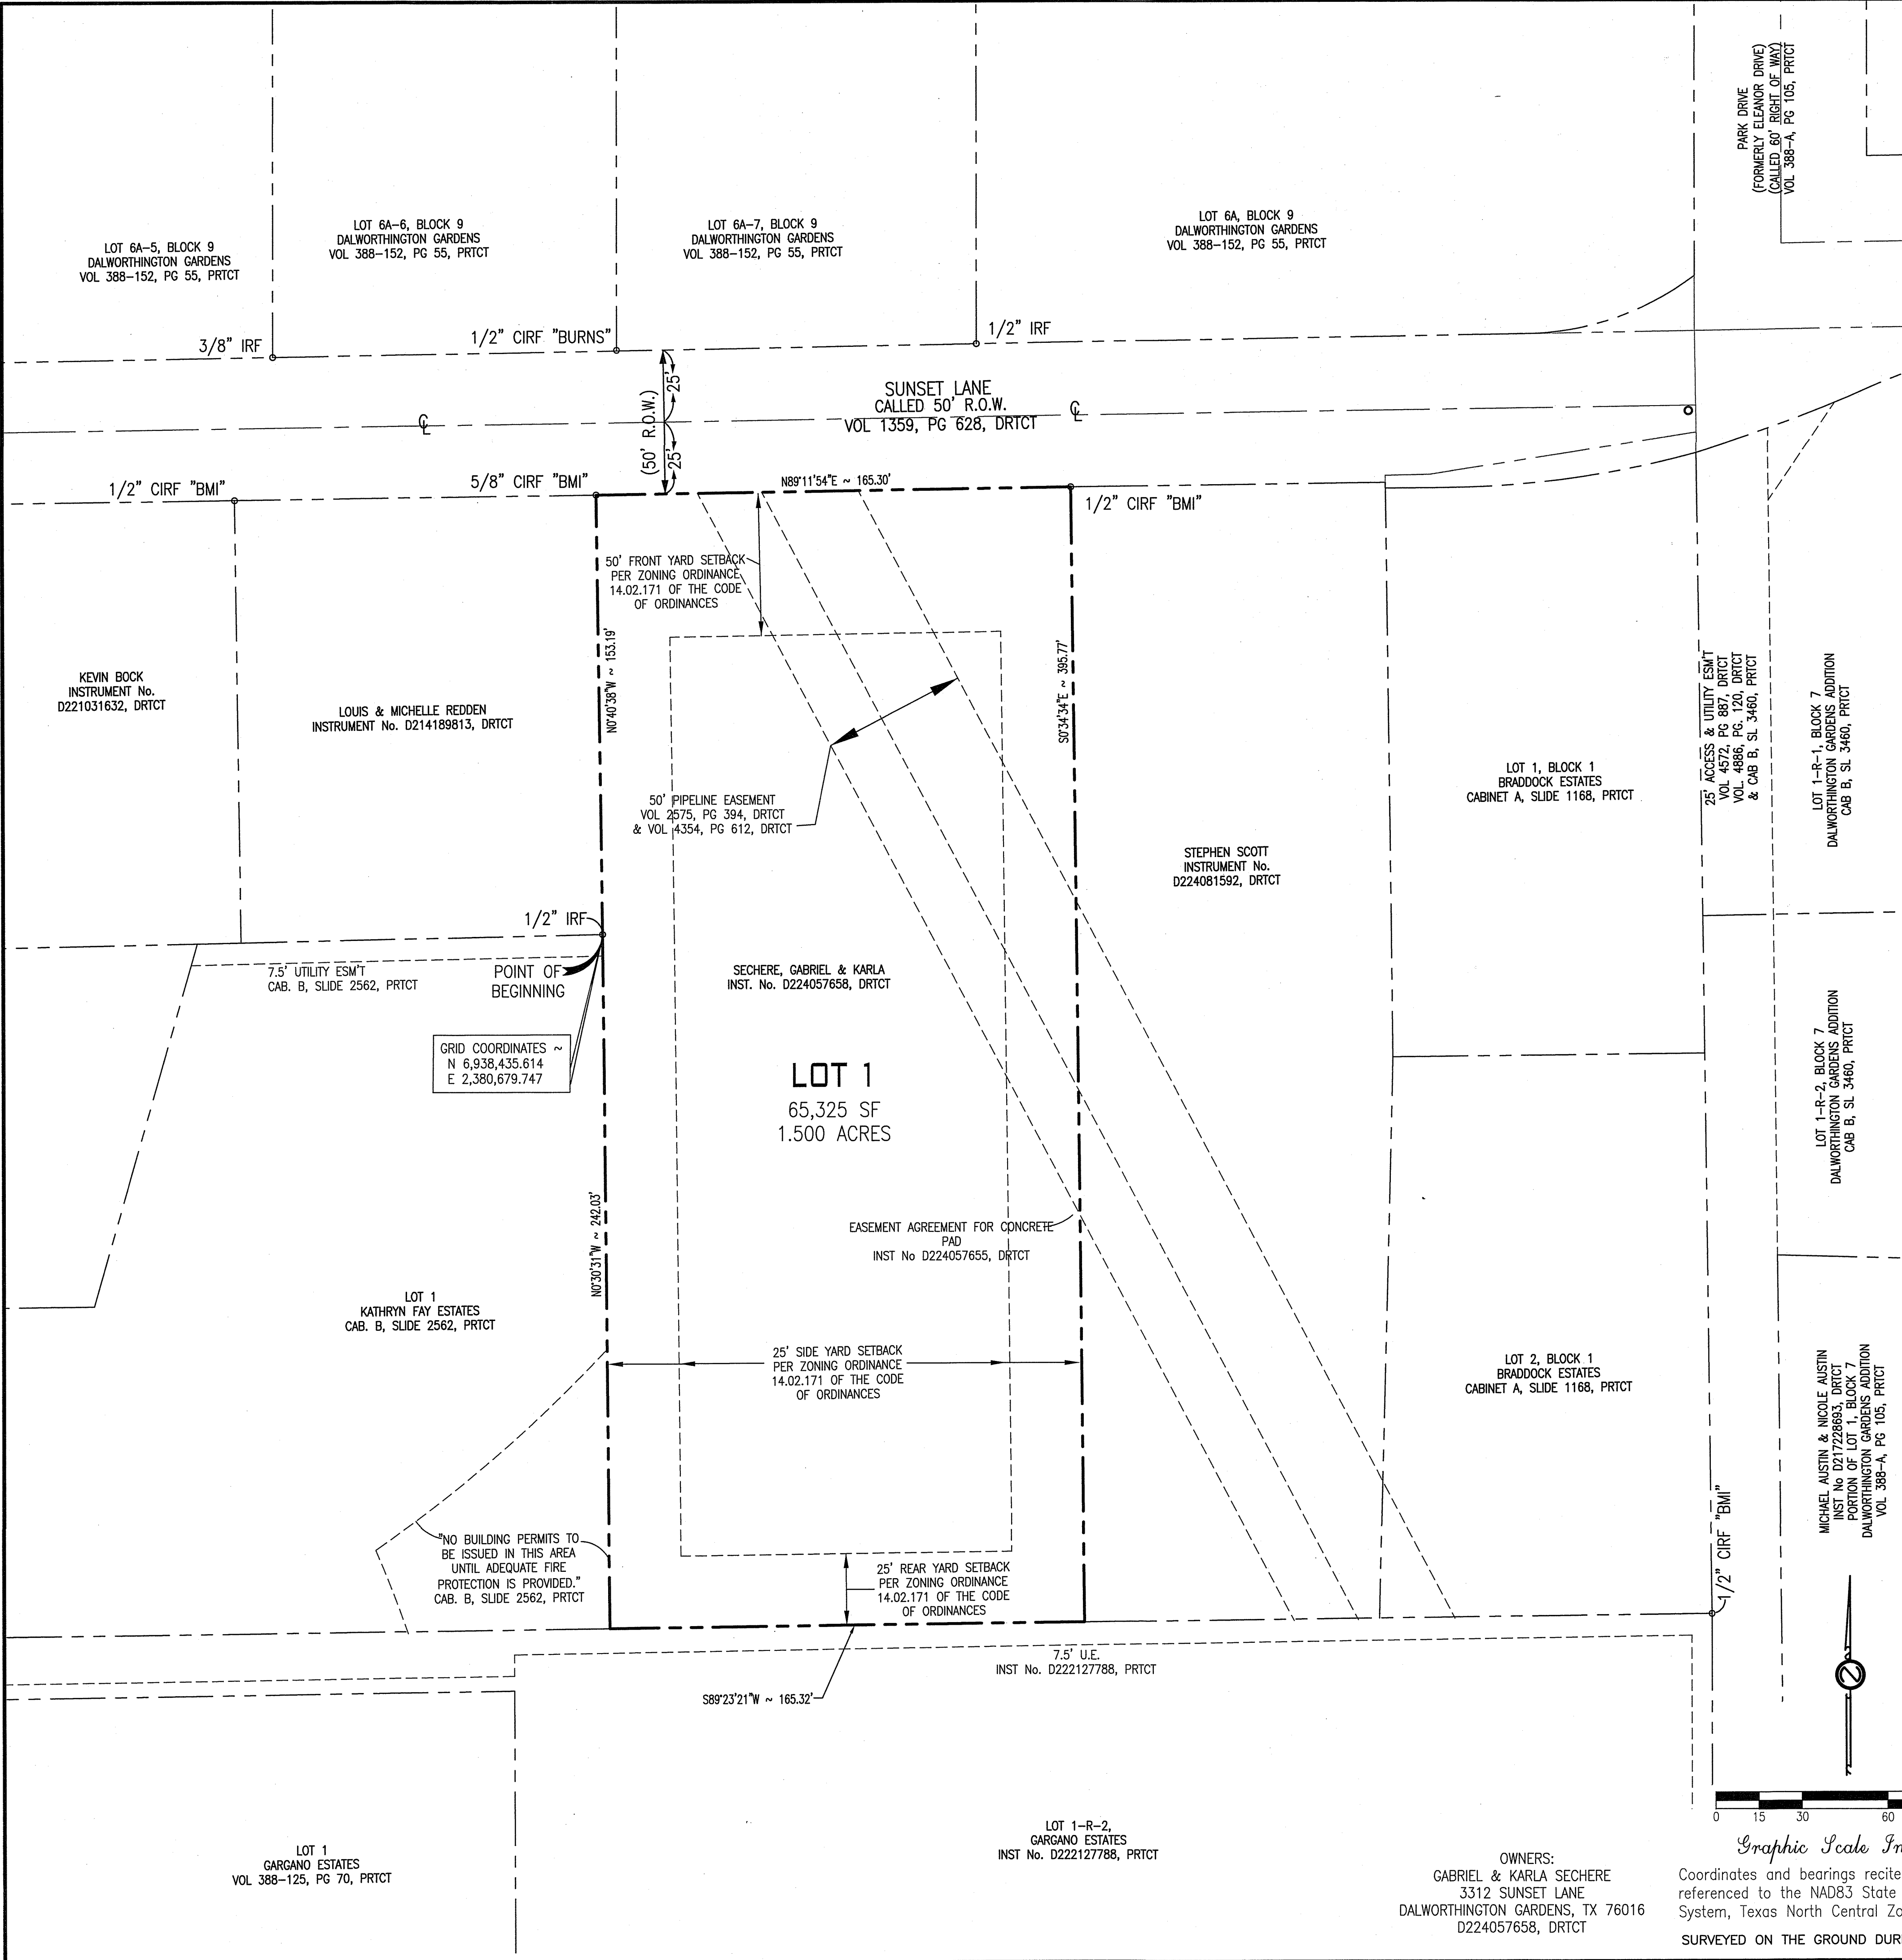 PARK DRIVE
(FORMERLY ELEANOR DRIVE)
(CALLED 60' RIGHT OF WAY)
VOL 388-A, PG 105, PRTCT
LOT 6A-5, BLOCK 9
DALWORTHINGTON GARDENS
VOL 388-152, PG 55, PRTCT
LOT 6A-6, BLOCK 9
DALWORTHINGTON GARDENS
VOL 388-152, PG 55, PRTCT
LOT 6A-7, BLOCK 9
DALWORTHINGTON GARDENS
VOL 388-152, PG 55, PRTCT
LOT 6A, BLOCK 9
DALWORTHINGTON GARDENS
VOL 388-152, PG 55, PRTCT
3/8" IRF
1/2" CIRF "BURNS"
1/2" IRF
(50' R.O.W.)
25'
25'
SUNSET LANE
CALLED 50' R.O.W.
VOL 1359, PG 628, DRTCT
1/2" CIRF "BMI"
5/8" CIRF "BMI"
N89°11'54"E ~ 165.30'
1/2" CIRF "BMI"
50' FRONT YARD SETBACK
PER ZONING ORDINANCE
14.02.171 OF THE CODE
OF ORDINANCES
N0°40'38"W ~ 153.19'
S0°34'34"E ~ 395.77'
KEVIN BOCK
INSTRUMENT No.
D221031632, DRTCT
LOUIS & MICHELLE REDDEN
INSTRUMENT No. D214189813, DRTCT
50' PIPELINE EASEMENT
VOL 2575, PG 394, DRTCT
& VOL 4354, PG 612, DRTCT
STEPHEN SCOTT
INSTRUMENT No.
D224081592, DRTCT
LOT 1, BLOCK 1
BRADDOCK ESTATES
CABINET A, SLIDE 1168, PRTCT
25' ACCESS & UTILITY ESM'T
VOL 4572, PG 887, DRTCT
VOL. 4886, PG. 120, DRTCT
& CAB B, SL 3460, PRTCT
LOT 1-R-1, BLOCK 7
DALWORTHINGTON GARDENS ADDITION
CAB B, SL 3460, PRTCT
1/2" IRF
7.5' UTILITY ESM'T
CAB. B, SLIDE 2562, PRTCT
POINT OF
BEGINNING
GRID COORDINATES ~
N 6,938,435.614
E 2,380,679.747
SECHERE, GABRIEL & KARLA
INST. No. D224057658, DRTCT
LOT 1
65,325 SF
1.500 ACRES
LOT 1-R-2, BLOCK 7
DALWORTHINGTON GARDENS ADDITION
CAB B, SL 3460, PRTCT
N0°30'31"W ~ 242.03'
EASEMENT AGREEMENT FOR CONCRETE
PAD
INST No D224057655, DRTCT
LOT 1
KATHRYN FAY ESTATES
CAB. B, SLIDE 2562, PRTCT
25' SIDE YARD SETBACK
PER ZONING ORDINANCE
14.02.171 OF THE CODE
OF ORDINANCES
LOT 2, BLOCK 1
BRADDOCK ESTATES
CABINET A, SLIDE 1168, PRTCT
MICHAEL AUSTIN & NICOLE AUSTIN
INST No D217228693, DRTCT
PORTION OF LOT 1, BLOCK 7
DALWORTHINGTON GARDENS ADDITION
VOL 388-A, PG 105, PRTCT
"NO BUILDING PERMITS TO
BE ISSUED IN THIS AREA
UNTIL ADEQUATE FIRE
PROTECTION IS PROVIDED."
CAB. B, SLIDE 2562, PRTCT
25' REAR YARD SETBACK
PER ZONING ORDINANCE
14.02.171 OF THE CODE
OF ORDINANCES
1/2" CIRF "BMI"
7.5' U.E.
INST No. D222127788, PRTCT
S89°23'21"W ~ 165.32'
LOT 1
GARGANO ESTATES
VOL 388-125, PG 70, PRTCT
LOT 1-R-2,
GARGANO ESTATES
INST No. D222127788, PRTCT
OWNERS:
GABRIEL & KARLA SECHERE
3312 SUNSET LANE
DALWORTHINGTON GARDENS, TX 76016
D224057658, DRTCT
0 15 30 60
Graphic Scale In
Coordinates and bearings recite
referenced to the NAD83 State
System, Texas North Central Zo
SURVEYED ON THE GROUND DUR